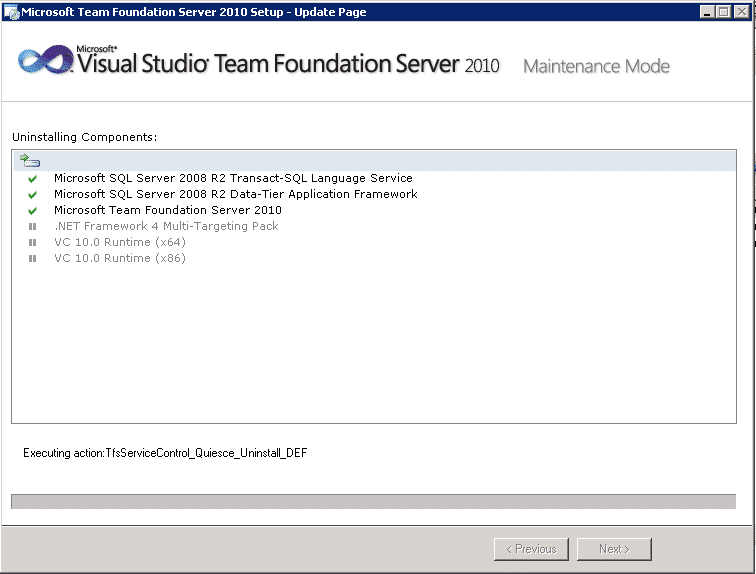 Microsoft Team Foundation Server 2010 Setup - Update Page
Microsoft®
Visual Studio® Team Foundation Server 2010 Maintenance Mode
Uninstalling Components:
Microsoft SQL Server 2008 R2 Transact-SQL Language Service
Microsoft SQL Server 2008 R2 Data-Tier Application Framework
Microsoft Team Foundation Server 2010
.NET Framework 4 Multi-Targeting Pack
VC 10.0 Runtime (x64)
VC 10.0 Runtime (x86)
Executing action:TfsServiceControl_Quiesce_Uninstall_DEF
< Previous Next >